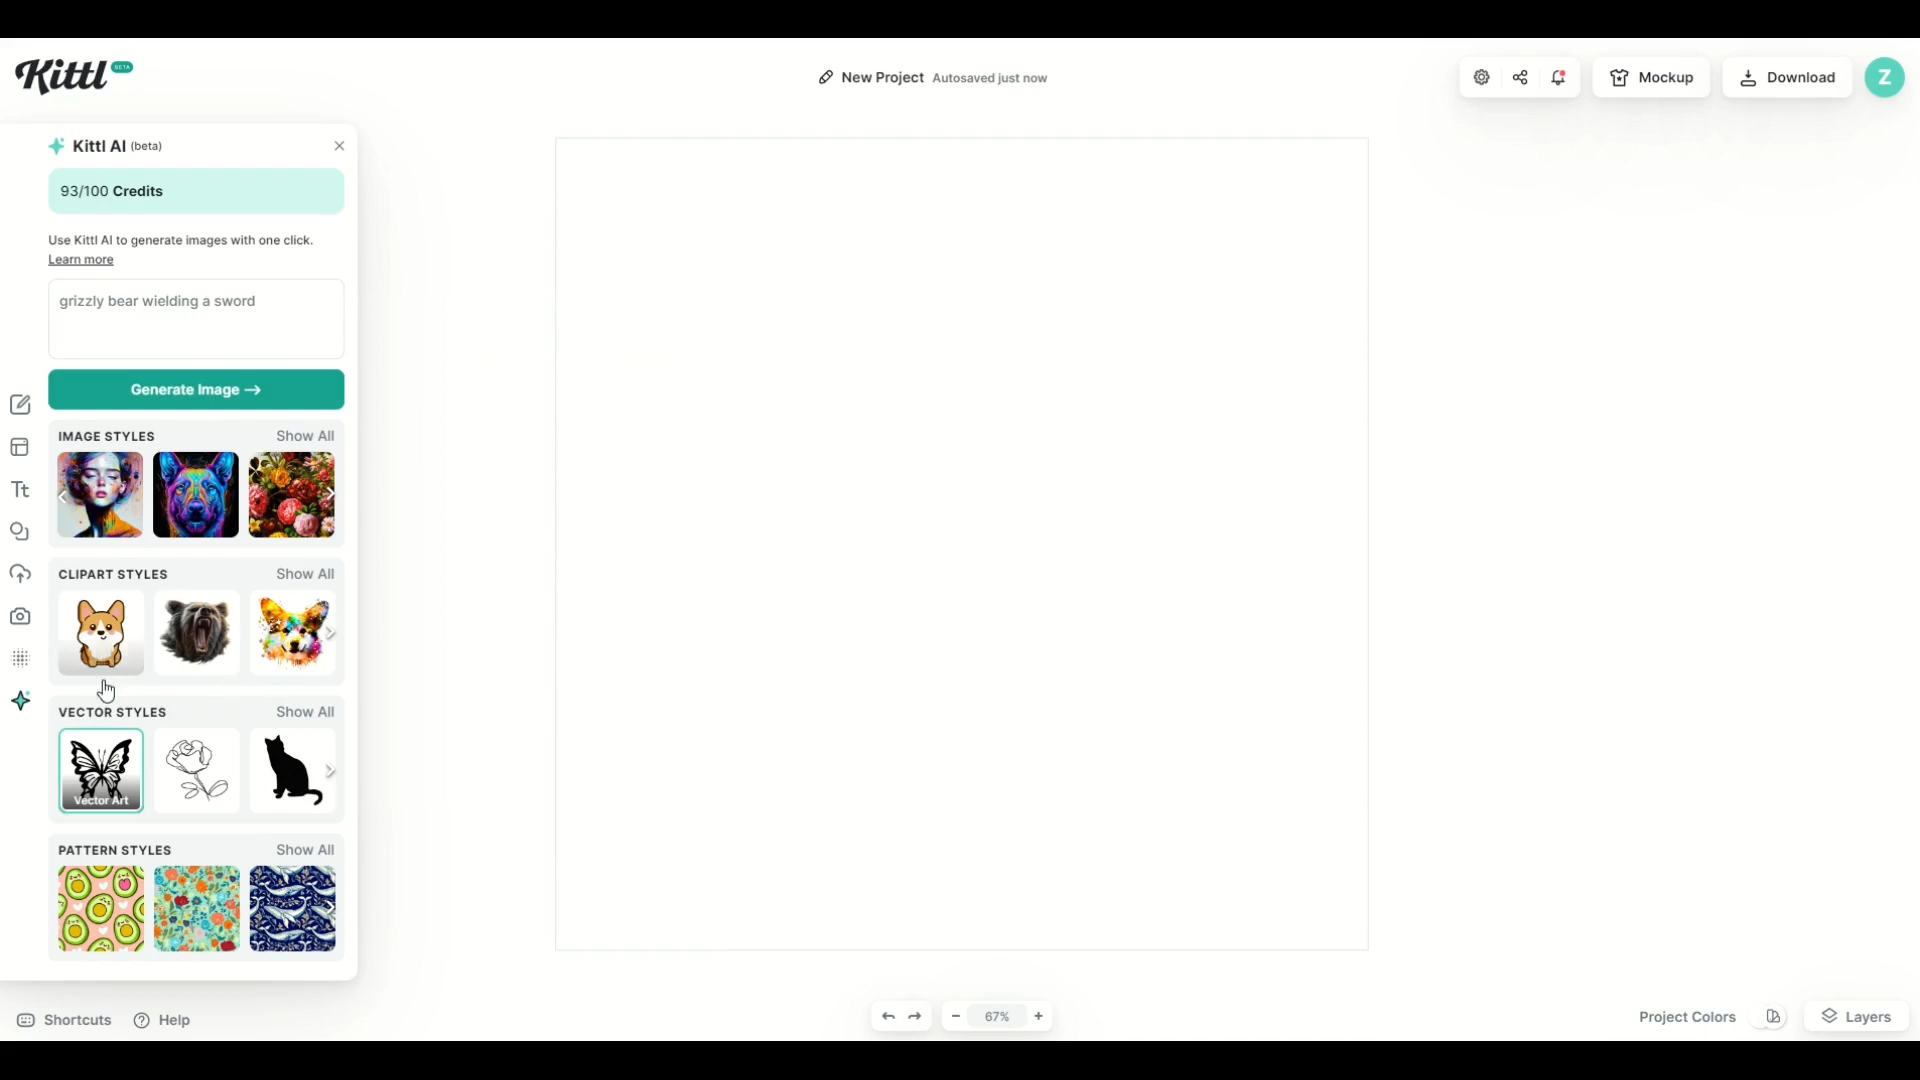 Kittl BETA
New Project Autosaved just now
Mockup
Download
Z
Kittl AI (beta)
93/100 Credits
Use Kittl AI to generate images with one click.
Learn more
grizzly bear wielding a sword
Generate Image →
IMAGE STYLES Show All
CLIPART STYLES Show All
VECTOR STYLES Show All
Vector Art
PATTERN STYLES Show All
Tt
Shortcuts Help
67%
Project Colors Layers